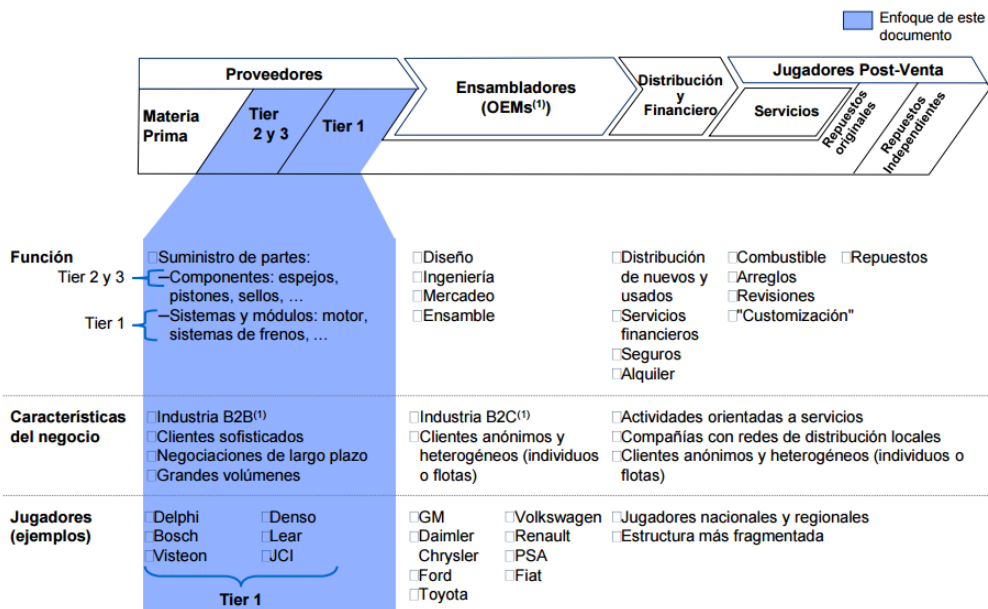 Enfoque de este
documento
Proveedores
Materia
Prima
Tier
2 y 3
Tier 1
Ensambladores
(OEMs(1))
Distribución
y
Financiero
Jugadores Post-Venta
Servicios
Repuestos
originales
Repuestos
Independientes
Función
Tier 2 y 3
Tier 1
Suministro de partes:
–Componentes: espejos,
pistones, sellos, …
–Sistemas y módulos: motor,
sistemas de frenos, …
Diseño
Ingeniería
Mercadeo
Ensamble
Distribución
de nuevos y
usados
Servicios
financieros
Seguros
Alquiler
Combustible
Arreglos
Revisiones
"Customización"
Repuestos
Características
del negocio
Industria B2B(1)
Clientes sofisticados
Negociaciones de largo plazo
Grandes volúmenes
Industria B2C(1)
Clientes anónimos y
heterogéneos (individuos
o flotas)
Actividades orientadas a servicios
Compañías con redes de distribución locales
Clientes anónimos y heterogéneos (individuos o
flotas)
Jugadores
(ejemplos)
Delphi
Bosch
Visteon
Denso
Lear
JCI
Tier 1
GM
Daimler
Chrysler
Ford
Toyota
Volkswagen
Renault
PSA
Fiat
Jugadores nacionales y regionales
Estructura más fragmentada